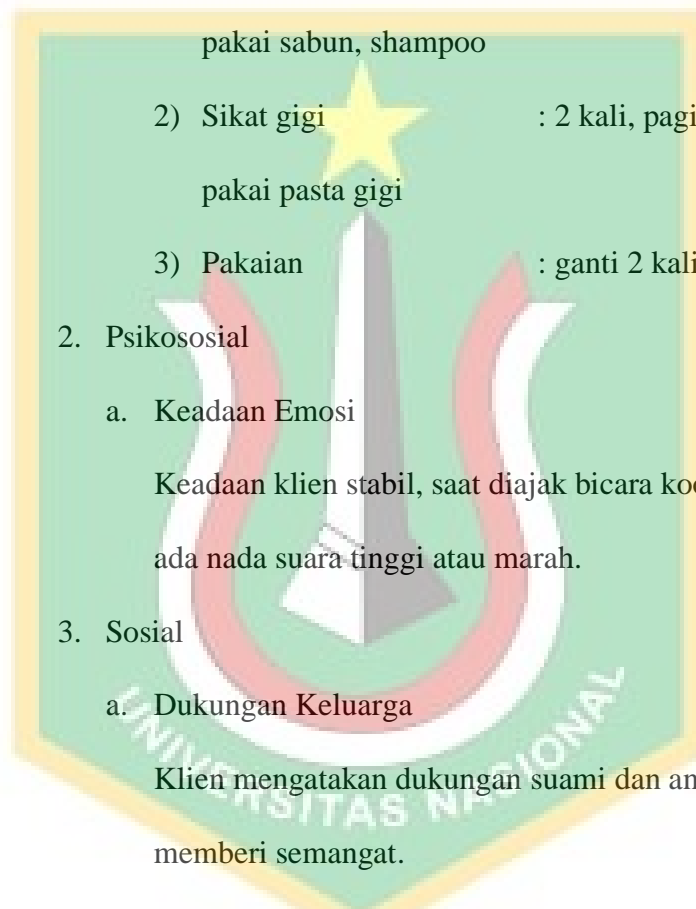 pakai sabun, shampoo
2) Sikat gigi : 2 kali, pagi
pakai pasta gigi
3) Pakaian : ganti 2 kali
2. Psikososial
a. Keadaan Emosi
Keadaan klien stabil, saat diajak bicara
ada nada suara tinggi atau marah.
3. Sosial
a. Dukungan Keluarga
Klien mengatakan dukungan suami dan
memberi semangat.
UNIVERSITAS NASIONAL